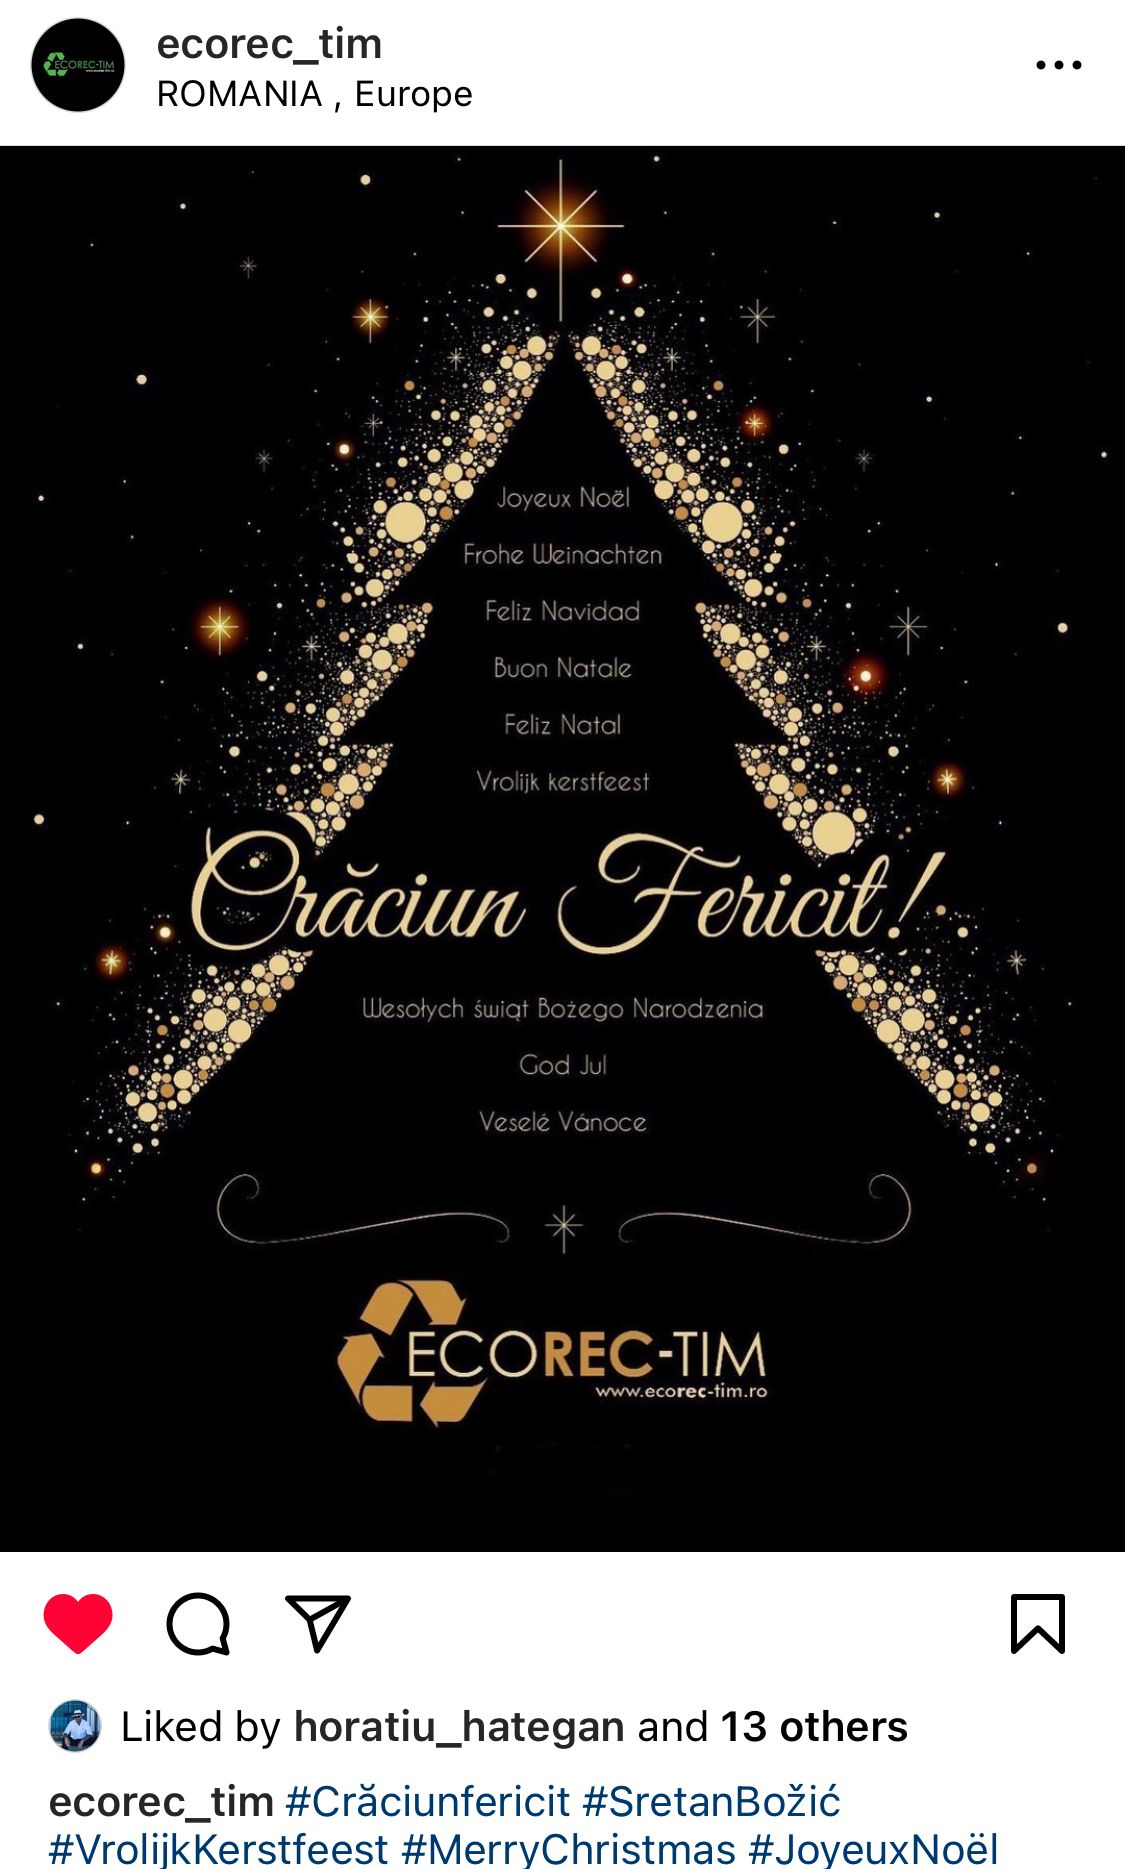 ecorec_tim
ROMANIA , Europe
ECOREC-TIM
Joyeux Noël
Frohe Weinachten
Feliz Navidad
Buon Natale
Feliz Natal
Vrolijk kerstfeest
Crăciun Fericit!
Wesołych świąt Bożego Narodzenia
God Jul
Veselé Vánoce
ECOREC-TIM
www.ecorec-tim.ro
Liked by horatiu_hategan and 13 others
ecorec_tim #Crăciunfericit #SretanBožić
#VrolijkKerstfeest #MerryChristmas #JoyeuxNoël